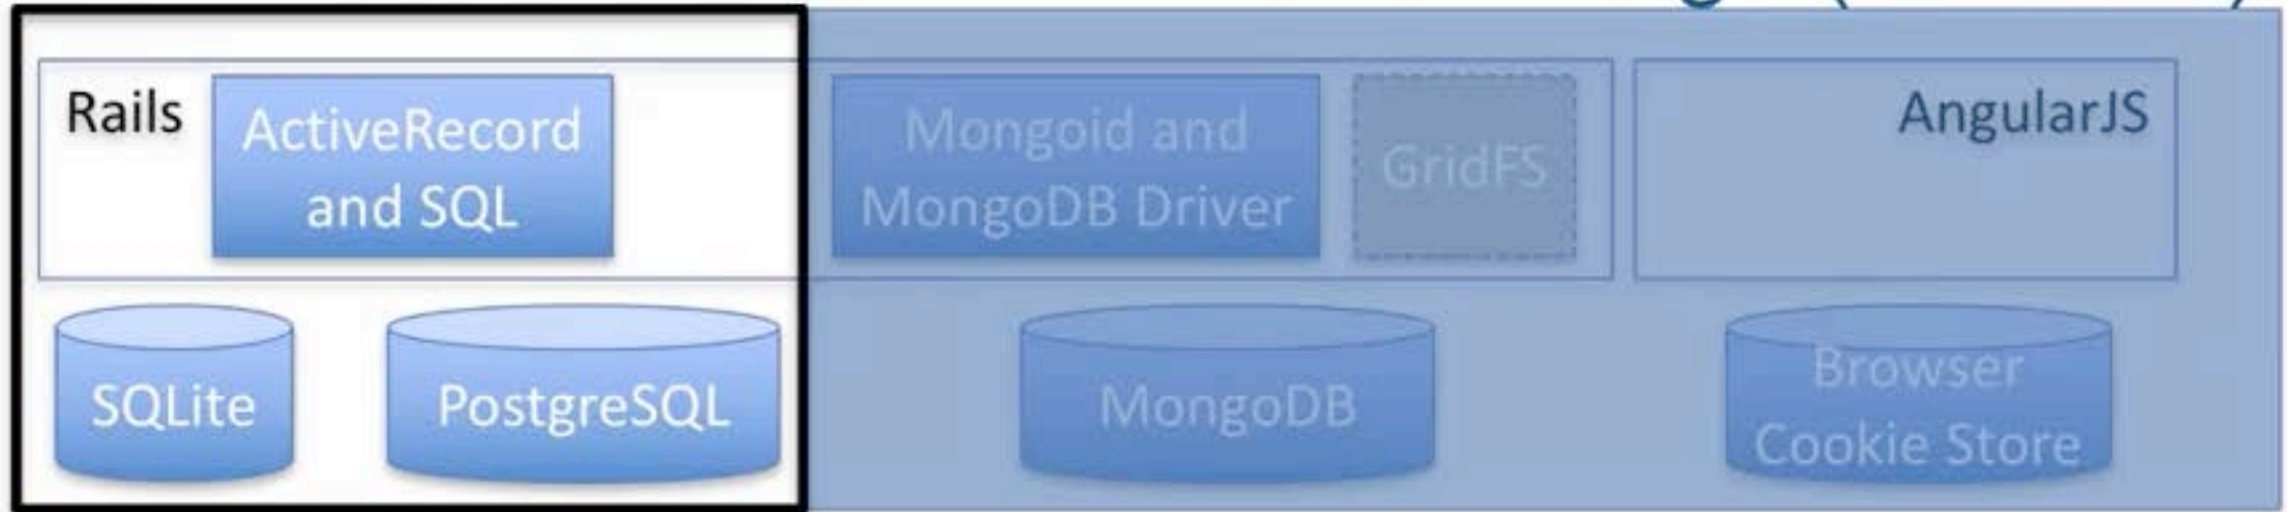 Rails
ActiveRecord
and SQL
Mongoid and
MongoDB Driver
GridFS
AngularJS
SQLite
PostgreSQL
MongoDB
Browser
Cookie Store